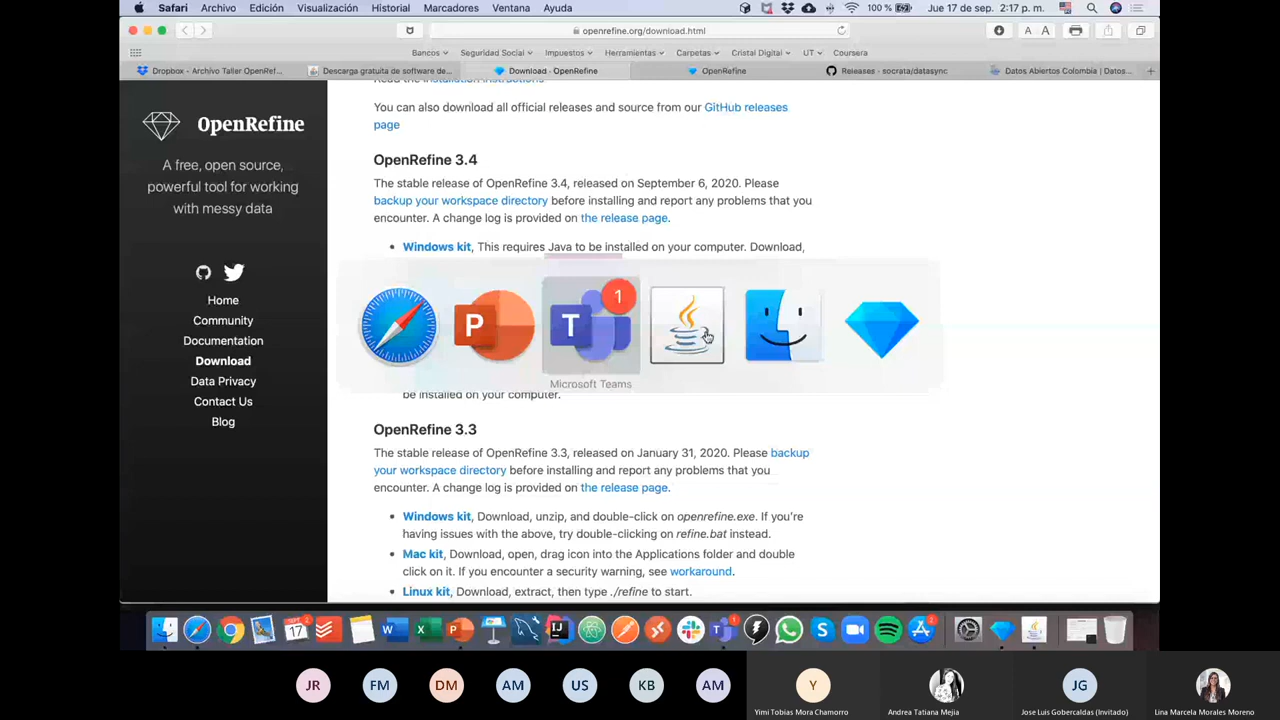 Safari Archivo Edición Visualización Historial Marcadores Ventana Ayuda 100 % Jue 17 de sep. 2:17 p. m.
openrefine.org/download.html A A
Bancos Seguridad Social Impuestos Herramientas Carpetas Cristal Digital UT Coursera
Dropbox - Archivo Taller OpenRef... Descarga gratuita de software de... Download · OpenRefine OpenRefine Releases · socrata/datasync Datos Abiertos Colombia | Datos...
OpenRefine
A free, open source,
powerful tool for working
with messy data
Home
Community
Documentation
Download
Data Privacy
Contact Us
Blog
You can also download all official releases and source from our GitHub releases
page
OpenRefine 3.4
The stable release of OpenRefine 3.4, released on September 6, 2020. Please
backup your workspace directory before installing and report any problems that you
encounter. A change log is provided on the release page.
• Windows kit, This requires Java to be installed on your computer. Download,
P
T
1
Microsoft Teams
be installed on your computer.
OpenRefine 3.3
The stable release of OpenRefine 3.3, released on January 31, 2020. Please backup
your workspace directory before installing and report any problems that you
encounter. A change log is provided on the release page.
• Windows kit, Download, unzip, and double-click on openrefine.exe. If you're
having issues with the above, try double-clicking on refine.bat instead.
• Mac kit, Download, open, drag icon into the Applications folder and double
click on it. If you encounter a security warning, see workaround.
• Linux kit, Download, extract, then type ./refine to start.
17
JR FM DM AM US KB AM Y JG
Yimi Tobias Mora Chamorro Andrea Tatiana Mejia Jose Luis Gobercaldas (Invitado) Lina Marcela Morales Moreno